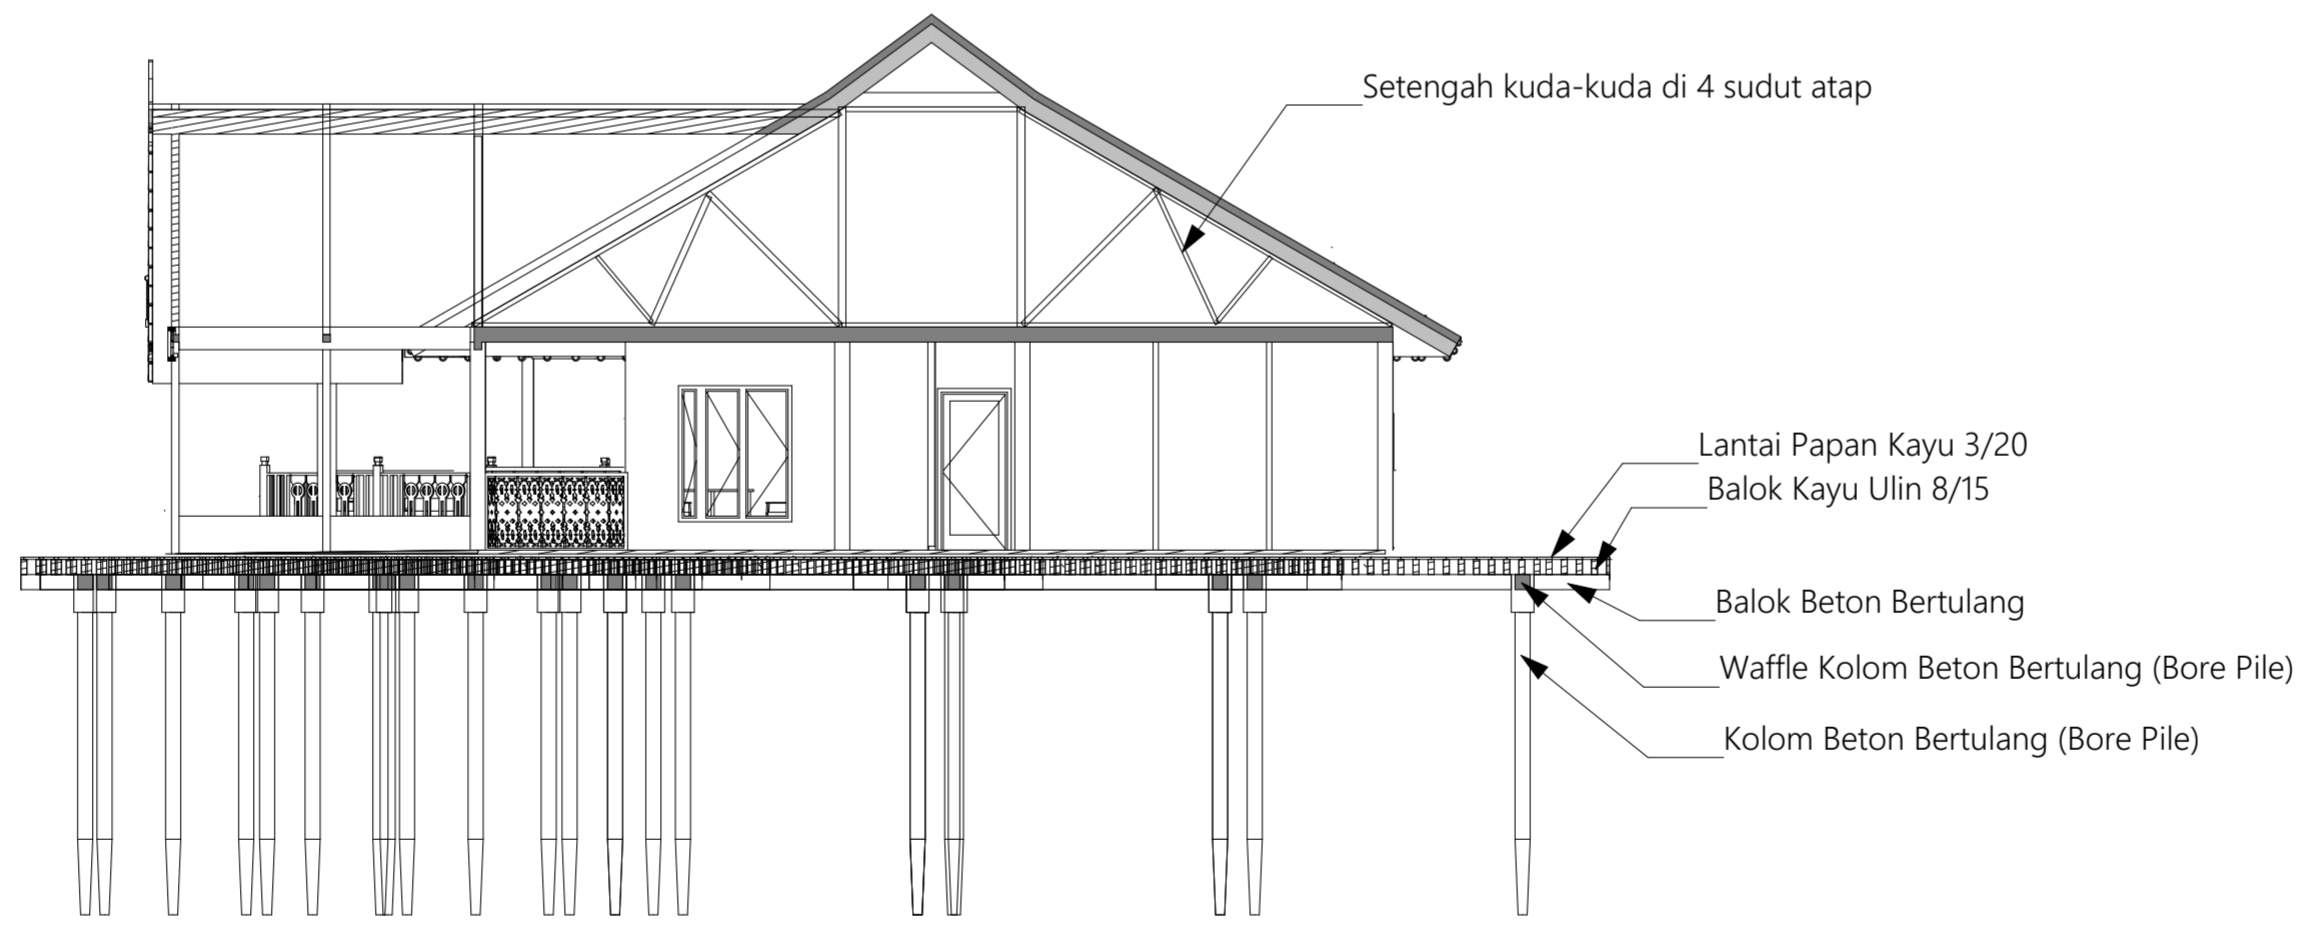 Setengah kuda-kuda di 4 sudut atap
Lantai Papan Kayu 3/20
Balok Kayu Ulin 8/15
Balok Beton Bertulang
Waffle Kolom Beton Bertulang (Bore Pile)
Kolom Beton Bertulang (Bore Pile)